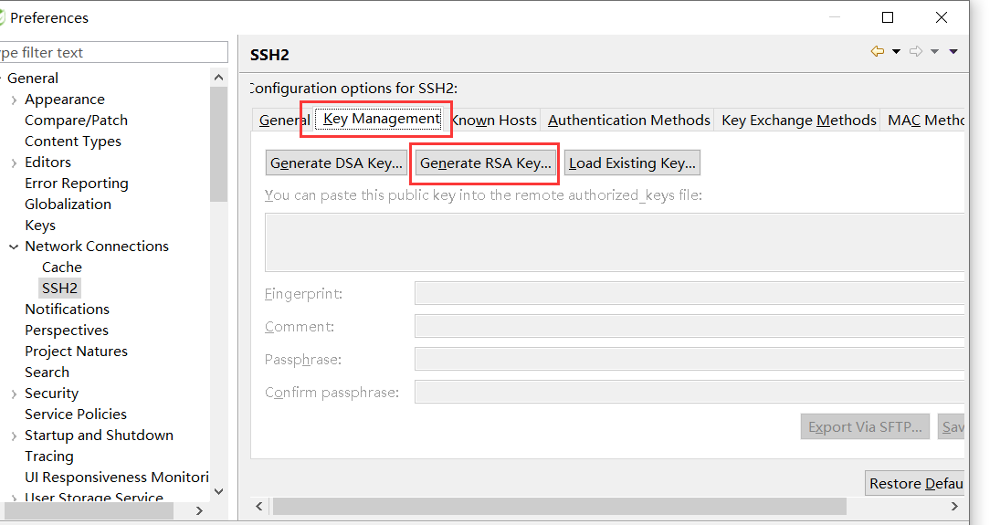 Preferences
ype filter text
General
Appearance
Compare/Patch
Content Types
Editors
Error Reporting
Globalization
Keys
Network Connections
Cache
SSH2
Notifications
Perspectives
Project Natures
Search
Security
Service Policies
Startup and Shutdown
Tracing
UI Responsiveness Monitori
User Storage Service
SSH2
Configuration options for SSH2:
General Key Management Known Hosts Authentication Methods Key Exchange Methods MAC Metho
Generate DSA Key... Generate RSA Key... Load Existing Key...
You can paste this public key into the remote authorized_keys file:
Fingerprint:
Comment:
Passphrase:
Confirm passphrase:
Export Via SFTP... Sav
Restore Defau